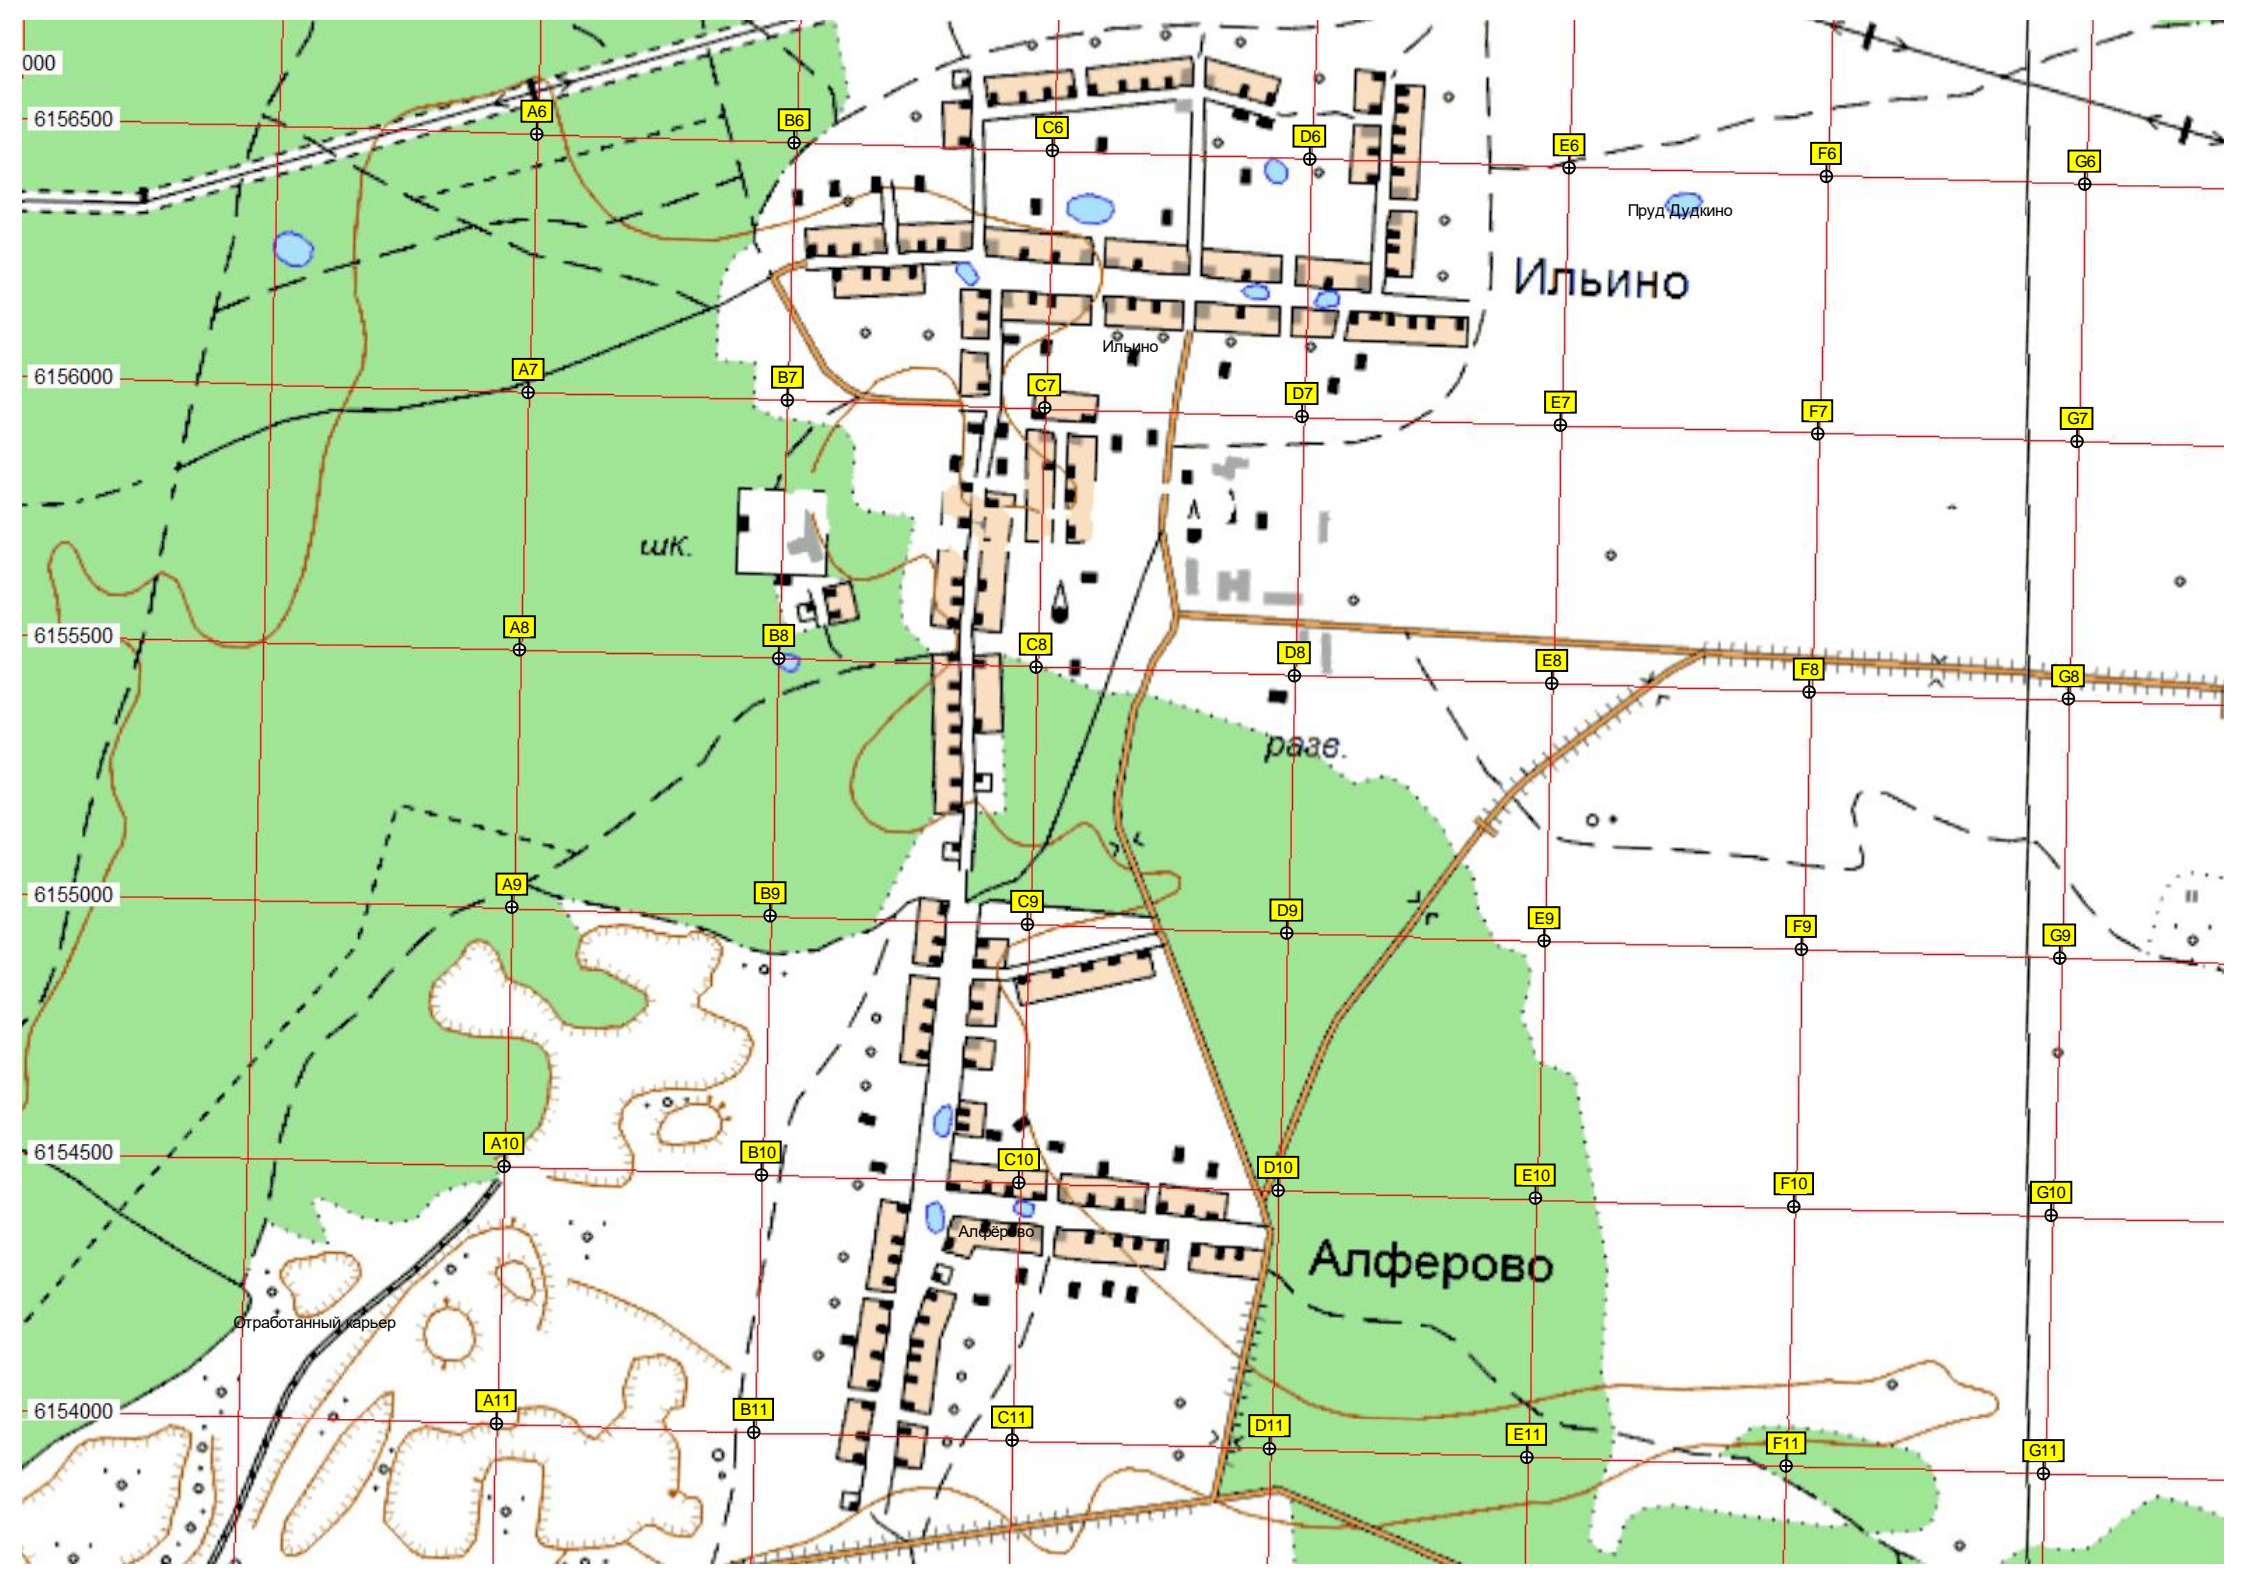 000
6156500
A6
B6
C6
D6
E6
F6
G6
Пруд Дудкино
Ильино
Ильино
6156000
A7
B7
C7
D7
E7
F7
G7
шк.
6155500
A8
B8
C8
D8
E8
F8
G8
разв.
6155000
A9
B9
C9
D9
E9
F9
G9
6154500
A10
B10
C10
D10
E10
F10
G10
Алфёрово
Алферово
Отработанный карьер
6154000
A11
B11
C11
D11
E11
F11
G11